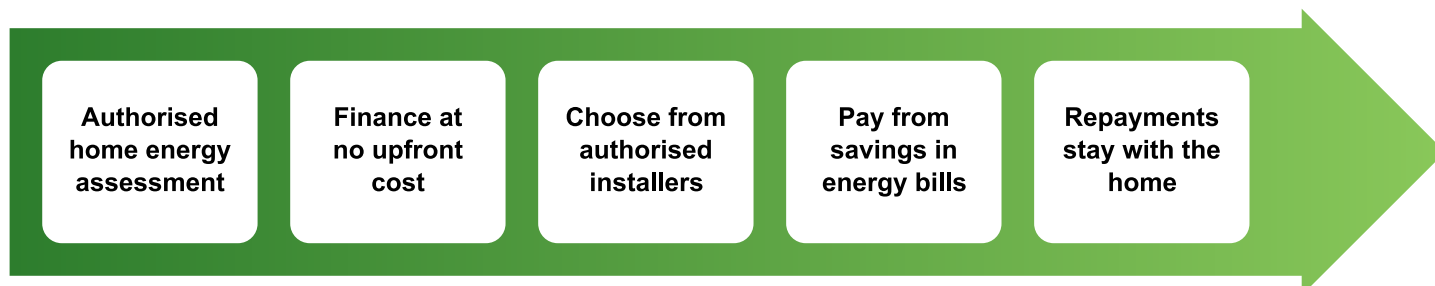 Authorised
home energy
assessment
Finance at
no upfront
cost
Choose from
authorised
installers
Pay from
savings in
energy bills
Repayments
stay with the
home